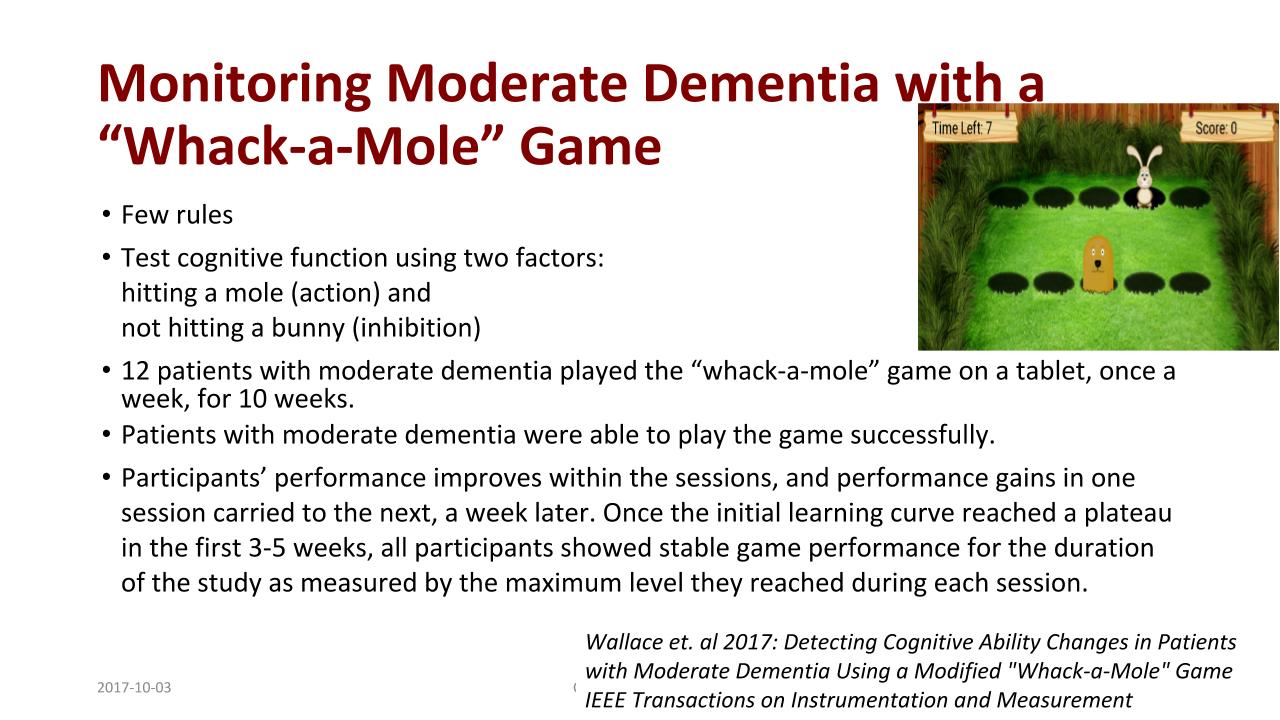 Monitoring Moderate Dementia with a
“Whack-a-Mole” Game
Time Left: 7
Score: 0
• Few rules
• Test cognitive function using two factors:
hitting a mole (action) and
not hitting a bunny (inhibition)
• 12 patients with moderate dementia played the “whack-a-mole” game on a tablet, once a
week, for 10 weeks.
• Patients with moderate dementia were able to play the game successfully.
• Participants’ performance improves within the sessions, and performance gains in one
session carried to the next, a week later. Once the initial learning curve reached a plateau
in the first 3-5 weeks, all participants showed stable game performance for the duration
of the study as measured by the maximum level they reached during each session.
Wallace et. al 2017: Detecting Cognitive Ability Changes in Patients
with Moderate Dementia Using a Modified "Whack-a-Mole" Game
IEEE Transactions on Instrumentation and Measurement
2017-10-03